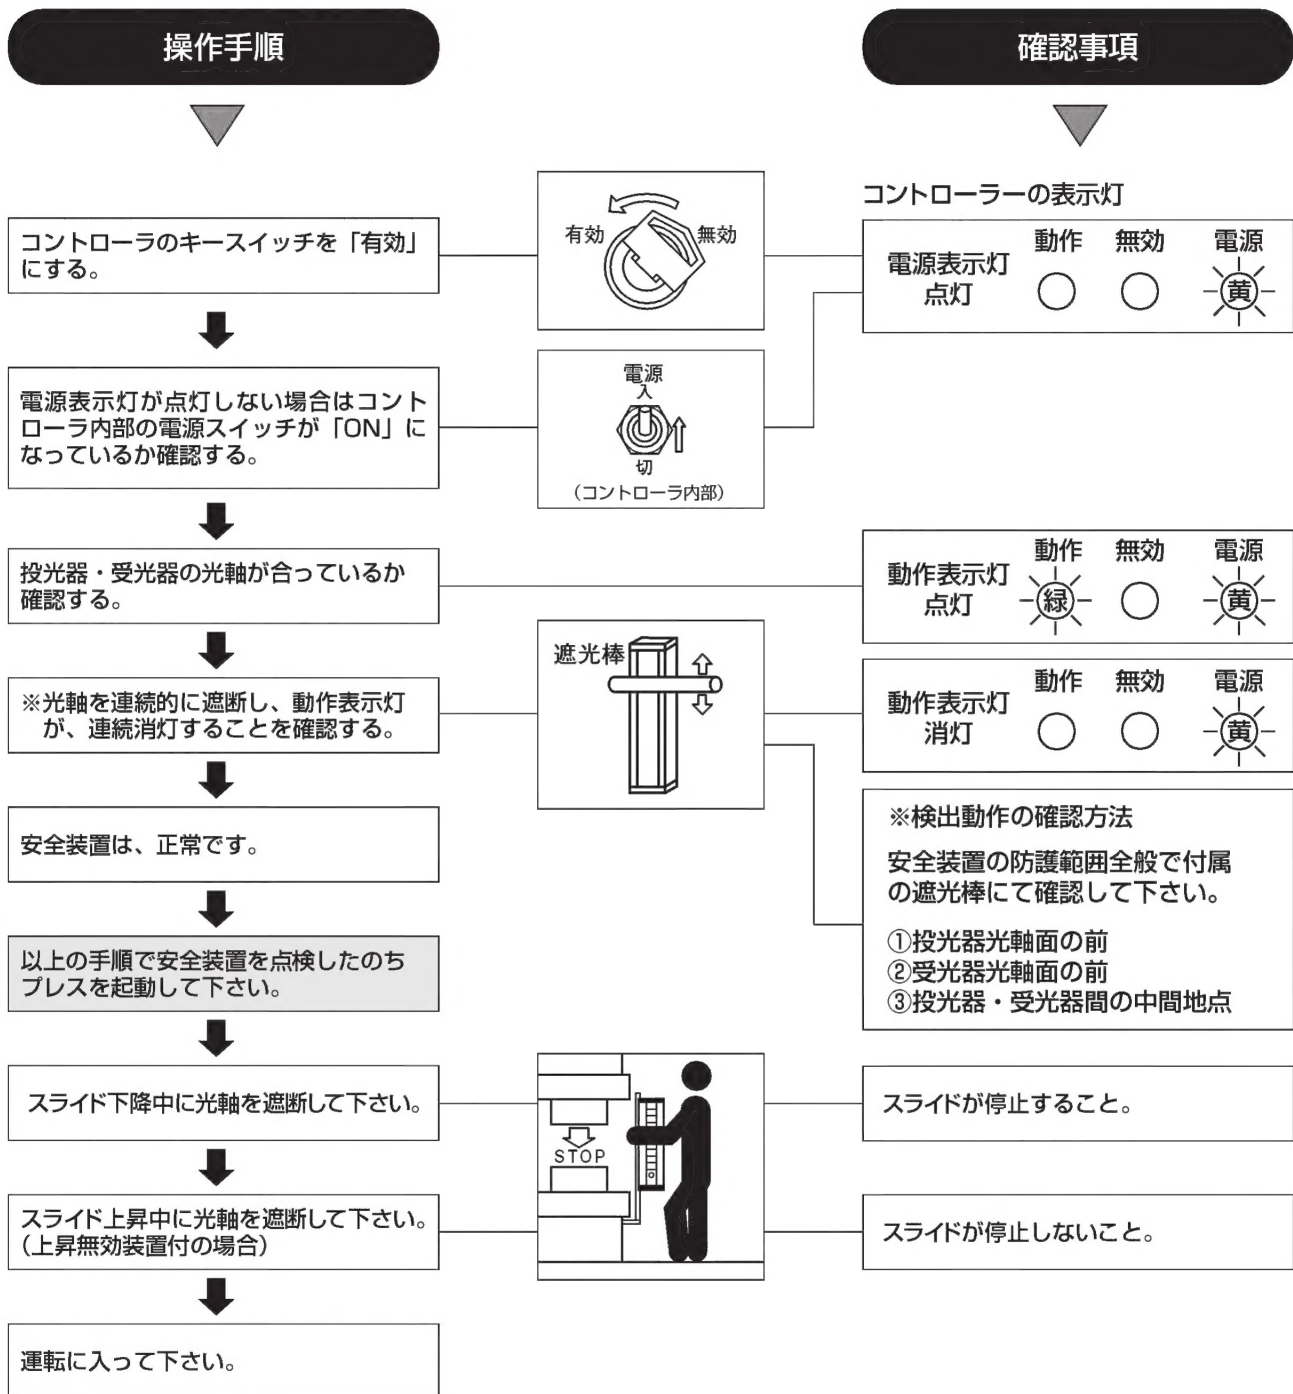 操作手順
確認事項
コントローラのキースイッチを「有効」
にする。
有効
無効
コントローラーの表示灯
電源表示灯
点灯
動作 無効 電源
黄
電源表示灯が点灯しない場合はコント
ローラ内部の電源スイッチが「ON」に
なっているか確認する。
電源
入
切
(コントローラ内部)
投光器・受光器の光軸が合っているか
確認する。
動作表示灯
点灯
動作 無効 電源
緑 黄
※光軸を連続的に遮断し、動作表示灯
が、連続消灯することを確認する。
遮光棒
動作表示灯
消灯
動作 無効 電源
黄
※検出動作の確認方法
安全装置の防護範囲全般で付属
の遮光棒にて確認して下さい。
①投光器光軸面の前
②受光器光軸面の前
③投光器・受光器間の中間地点
安全装置は、正常です。
以上の手順で安全装置を点検したのち
プレスを起動して下さい。
スライド下降中に光軸を遮断して下さい。
STOP
スライドが停止すること。
スライド上昇中に光軸を遮断して下さい。
(上昇無効装置付の場合)
スライドが停止しないこと。
運転に入って下さい。